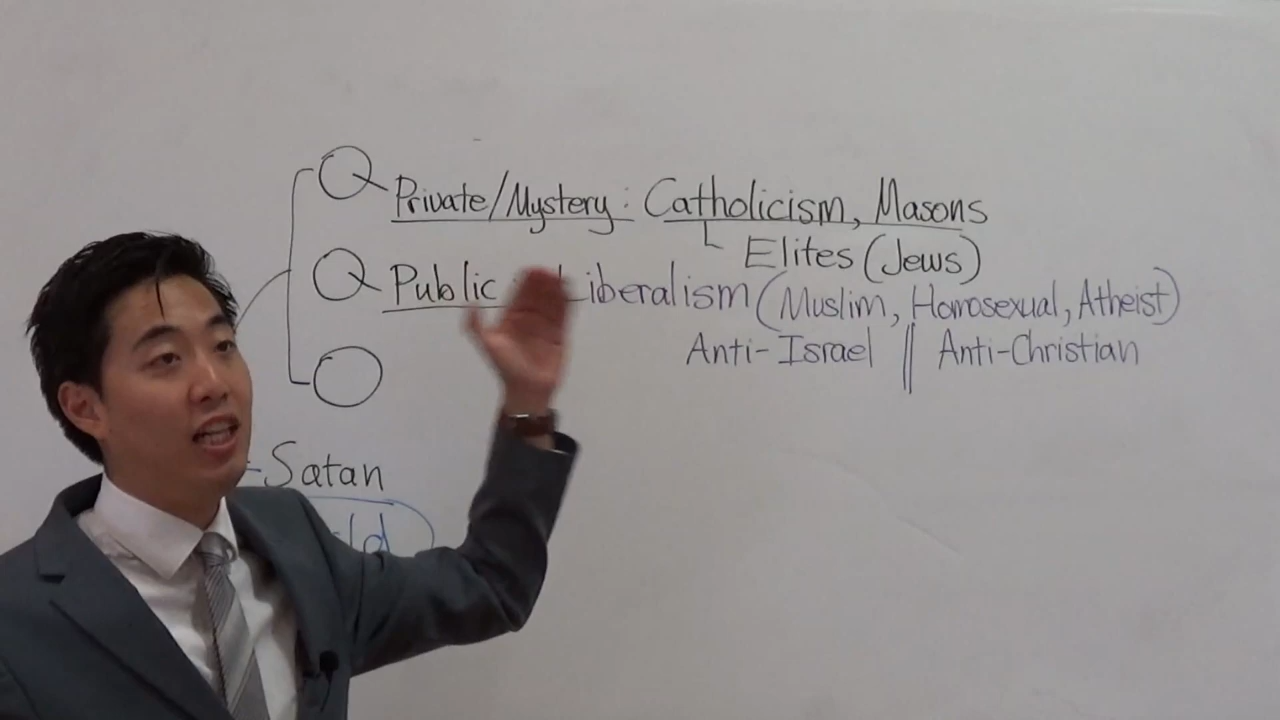 Private/Mystery : Catholicism, Masons
Elites (Jews)
Public Liberalism (Muslim, Homosexual, Atheist)
Anti-Israel || Anti-Christian
-Satan